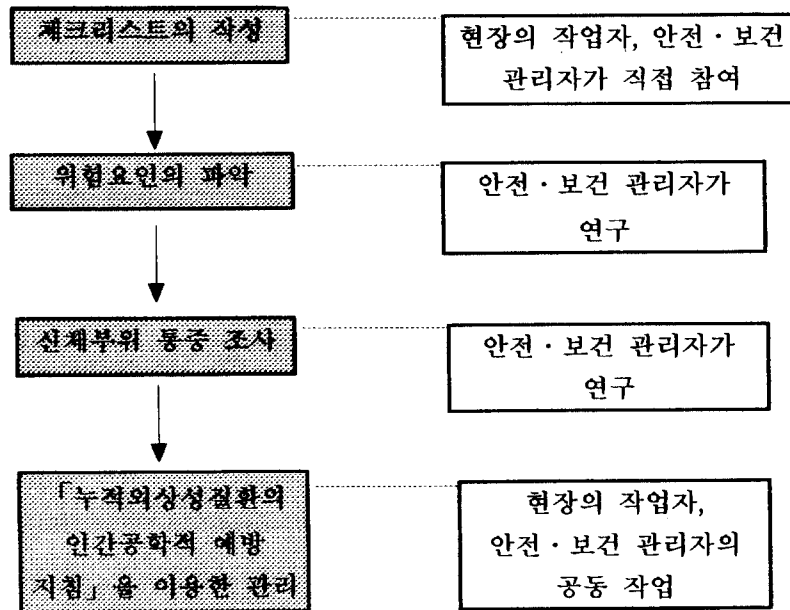 체크리스트의 작성
현장의 작업자, 안전·보건
관리자가 직접 참여
위험요인의 파악
안전·보건 관리자가
연구
신체부위 통증 조사
안전·보건 관리자가
연구
「누적외상성질환의
인간공학적 예방
지침」을 이용한 관리
현장의 작업자,
안전·보건 관리자의
공동 작업